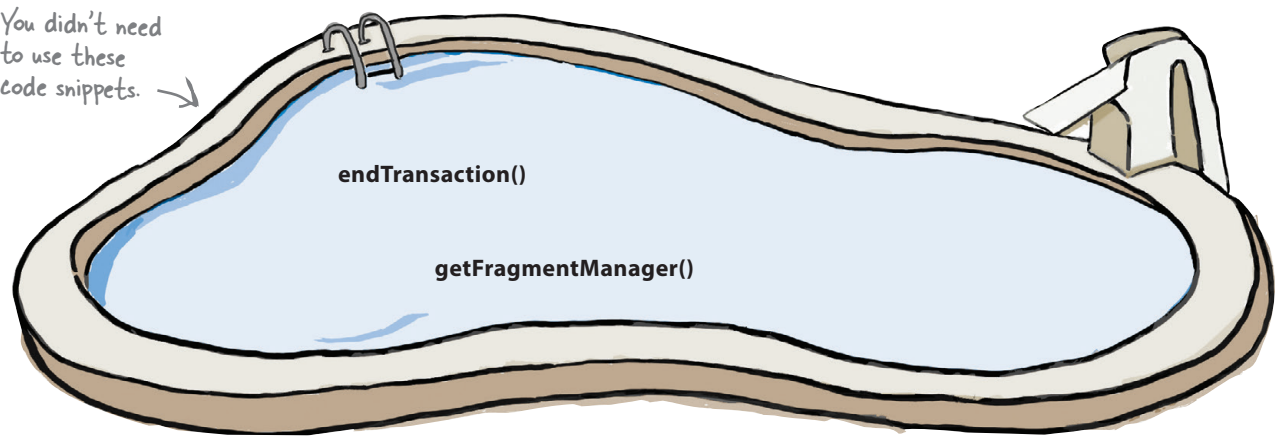 You didn't need
to use these
code snippets.
endTransaction()
getFragmentManager()